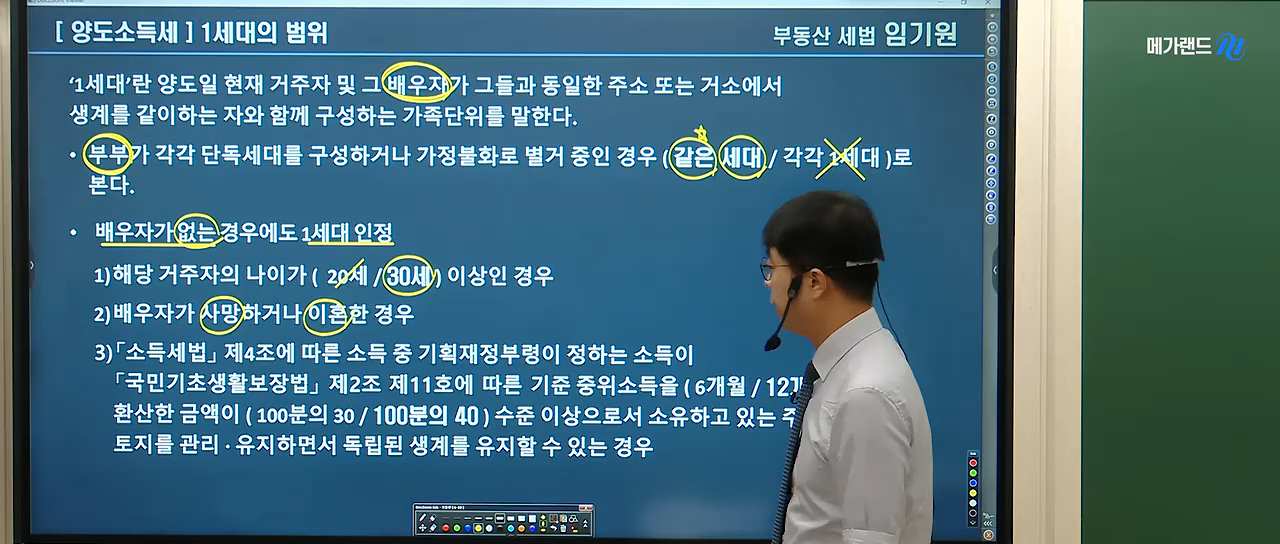 [ 양도소득세 ] 1세대의 범위
부동산 세법 임기원
메가랜드
‘1세대’란 양도일 현재 거주자 및 그 배우자가 그들과 동일한 주소 또는 거소에서
생계를 같이하는 자와 함께 구성하는 가족단위를 말한다.
• 부부가 각각 단독세대를 구성하거나 가정불화로 별거 중인 경우 ( 같은 세대 / 각각 1세대 )로
본다.
• 배우자가 없는 경우에도 1세대 인정
1)해당 거주자의 나이가 ( 20세 / 30세 ) 이상인 경우
2)배우자가 사망하거나 이혼한 경우
3)「소득세법」 제4조에 따른 소득 중 기획재정부령이 정하는 소득이
「국민기초생활보장법」 제2조 제11호에 따른 기준 중위소득을 ( 6개월 / 12
환산한 금액이 ( 100분의 30 / 100분의 40 ) 수준 이상으로서 소유하고 있는
토지를 관리 · 유지하면서 독립된 생계를 유지할 수 있는 경우